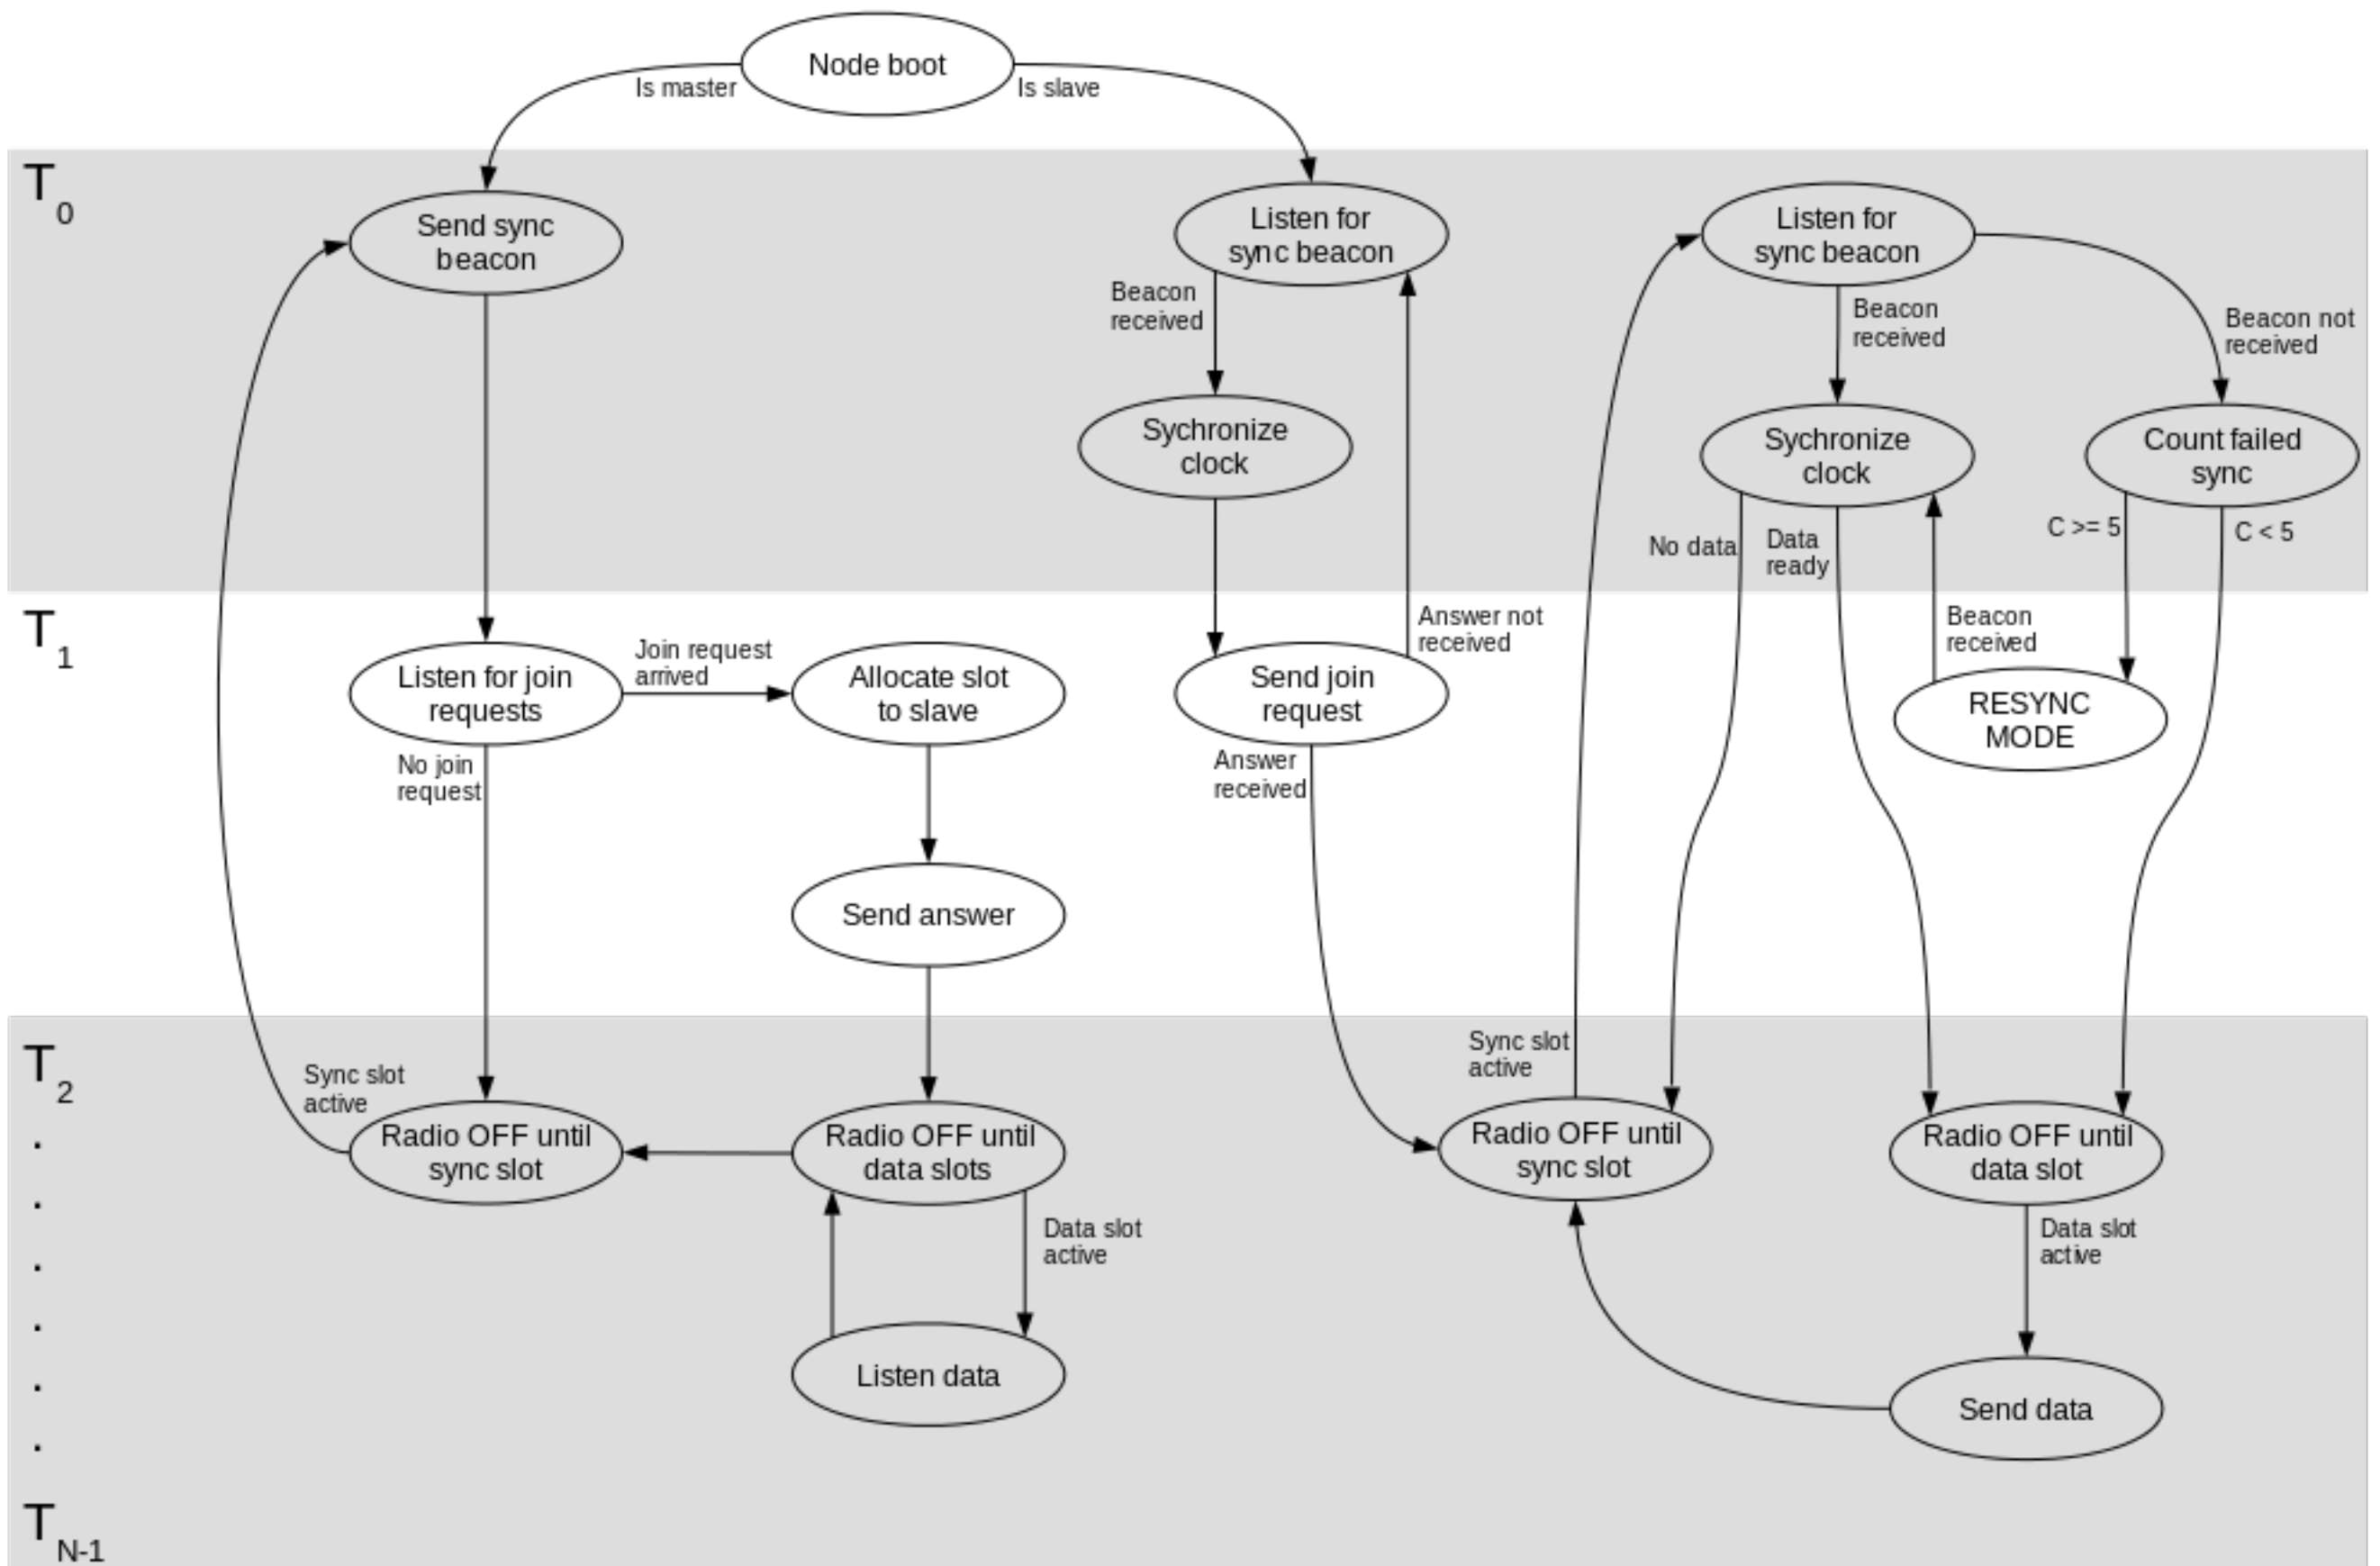 Node boot
Is master
Is slave
T0
Send sync
beacon
Listen for
sync beacon
Listen for
sync beacon
Beacon
received
Beacon
received
Beacon not
received
Sychronize
clock
Sychronize
clock
Count failed
sync
No data
Data
ready
C >= 5
C < 5
T1
Listen for join
requests
Join request
arrived
Allocate slot
to slave
Send join
request
Answer not
received
Beacon
received
RESYNC
MODE
No join
request
Answer
received
Send answer
T2
Sync slot
active
Sync slot
active
Radio OFF until
sync slot
Radio OFF until
data slots
Radio OFF until
sync slot
Radio OFF until
data slot
.
.
.
.
.
.
Data slot
active
Data slot
active
Listen data
Send data
TN-1